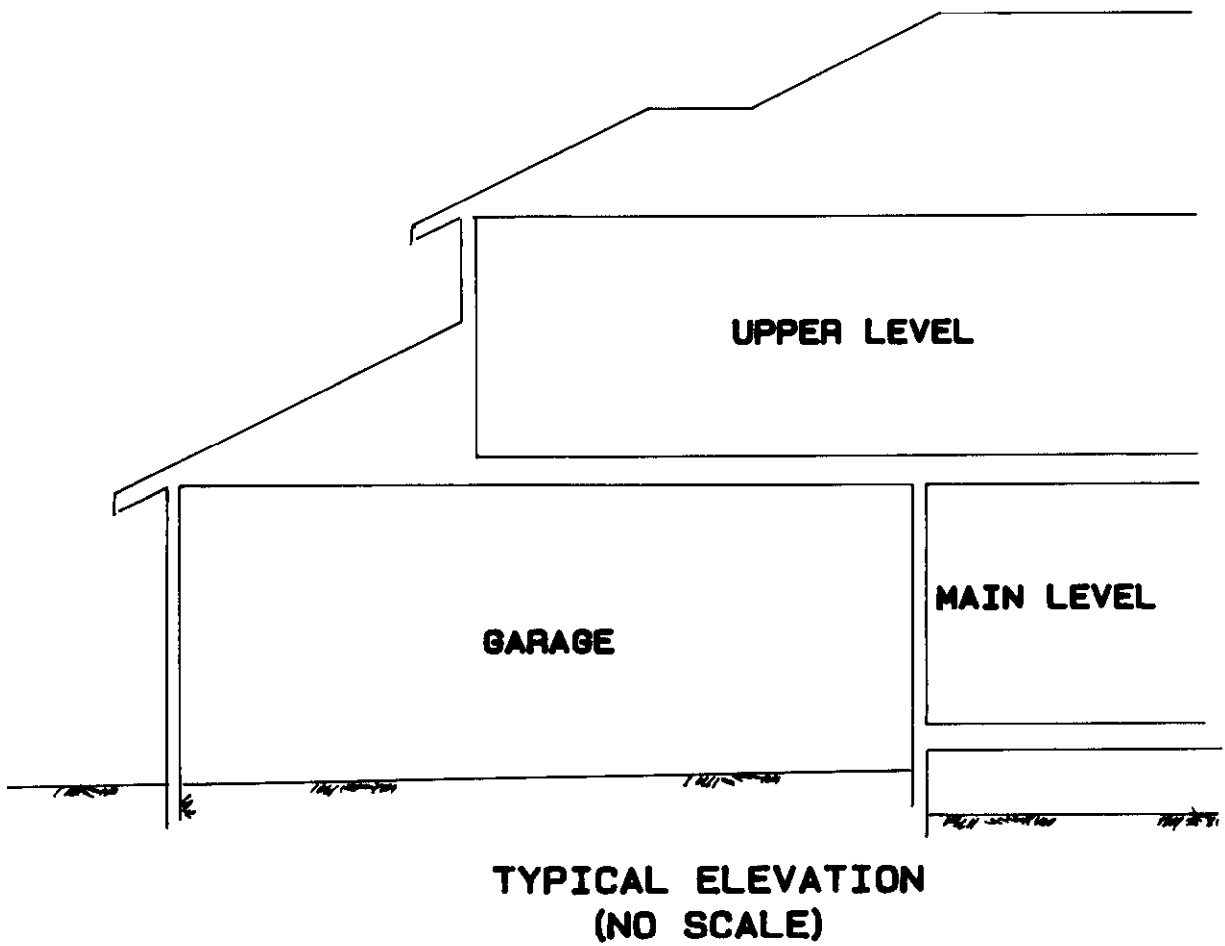 UPPER LEVEL
MAIN LEVEL
GARAGE
TYPICAL ELEVATION
(NO SCALE)